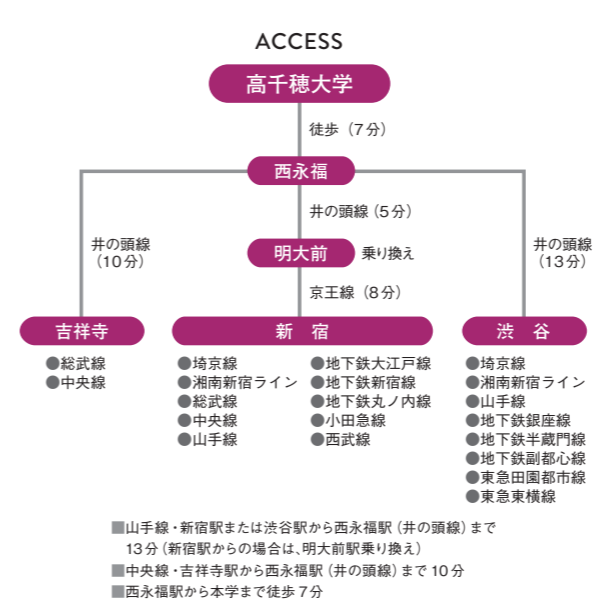 ACCESS
高千穂大学
徒歩（7分）
西永福
井の頭線（5分）
井の頭線
（10分）
井の頭線
（13分）
明大前 乗り換え
京王線（8分）
吉祥寺
●総武線
●中央線
新　宿
●埼京線
●湘南新宿ライン
●総武線
●中央線
●山手線
●地下鉄大江戸線
●地下鉄新宿線
●地下鉄丸ノ内線
●小田急線
●西武線
渋　谷
●埼京線
●湘南新宿ライン
●山手線
●地下鉄銀座線
●地下鉄半蔵門線
●地下鉄副都心線
●東急田園都市線
●東急東横線
■山手線・新宿駅または渋谷駅から西永福駅（井の頭線）まで
13分（新宿駅からの場合は、明大前駅乗り換え）
■中央線・吉祥寺駅から西永福駅（井の頭線）まで10分
■西永福駅から本学まで徒歩7分